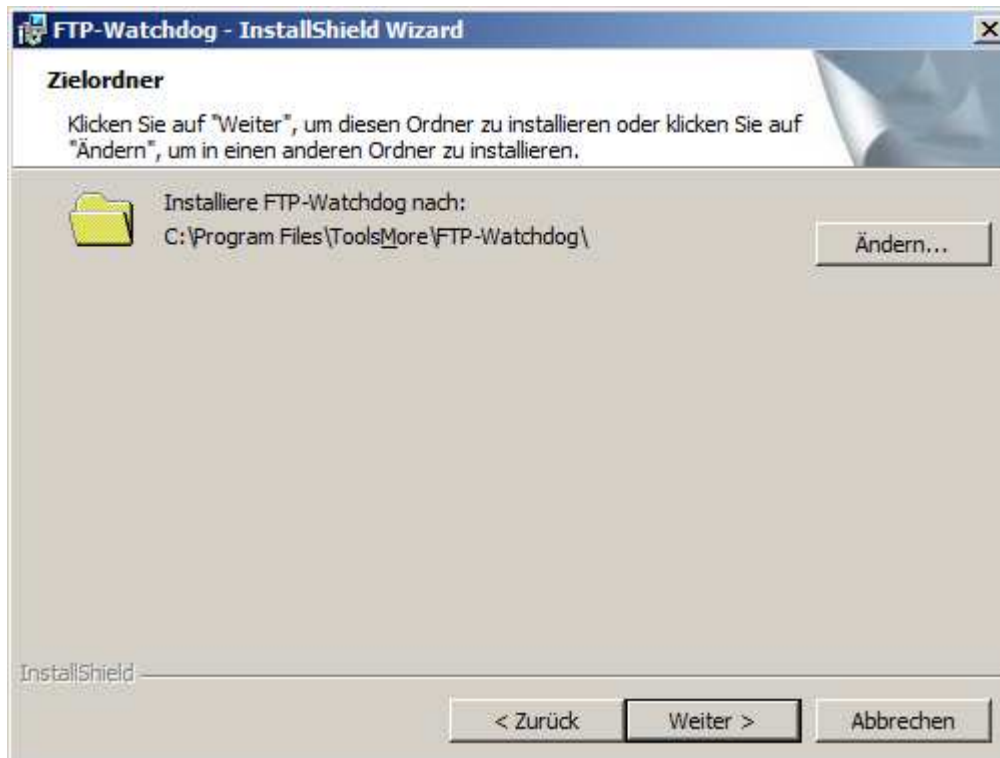 FTP-Watchdog - InstallShield Wizard
Zielordner
Klicken Sie auf "Weiter", um diesen Ordner zu installieren oder klicken Sie auf
"Ändern", um in einen anderen Ordner zu installieren.
Installiere FTP-Watchdog nach:
C:\Program Files\ToolsMore\FTP-Watchdog\
Ändern...
InstallShield
< Zurück
Weiter >
Abbrechen